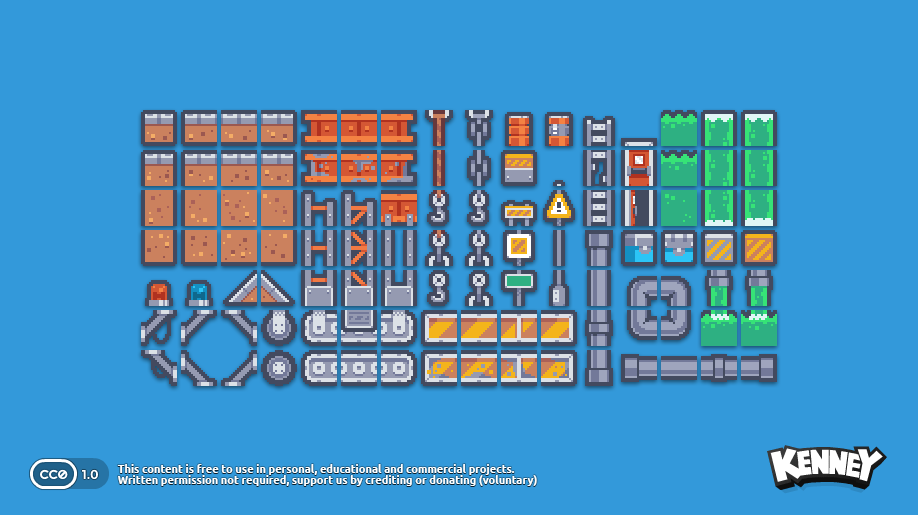 CC0 1.0
This content is free to use in personal, educational and commercial projects.
Written permission not required, support us by crediting or donating (voluntary)
KENNEY